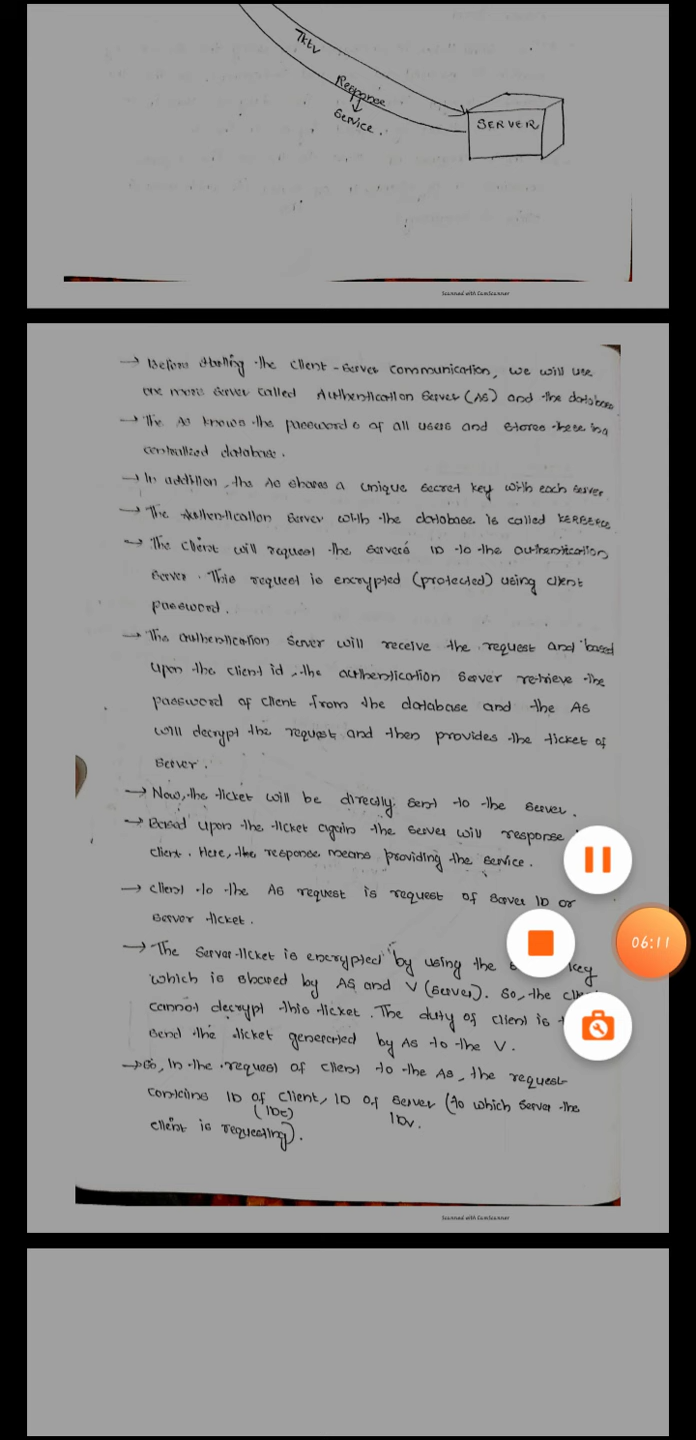 Tktv
Response
Service.
SERVER
Scanned with CamScanner
→ Before the client-server communication, we will use
one more server called Authentication Server (AS) and the database
→ The AS knows the passwords of all users and stores these in a
centralized database.
→ In addition, the AS shares a unique secret key with each server
→ The Authentication Server with the database is called KERBEROS
→ The client will request the servers ID to the authentication
server. This request is encrypted (protected) using client
password.
→ The authentication server will receive the request and based
upon the client id, the authentication server retrieve the
password of client from the database and the AS
will decrypt the request and then provides the ticket of
server.
→ Now, the ticket will be directly sent to the server.
→ Based upon the ticket again the server will response
client. Here, the response means providing the service.
→ client to the AS request is request of server ID or
server ticket.
→ The server-ticket is encrypted by using the key
which is shared by AS and V (server). So, the
cannot decrypt this ticket. The duty of client is
send the ticket generated by AS to the V.
→ So, in the request of client to the AS, the request
contains ID of client, ID of server (to which server the
(IDc) IDv.
client is requesting).
06:11
Scanned with CamScanner